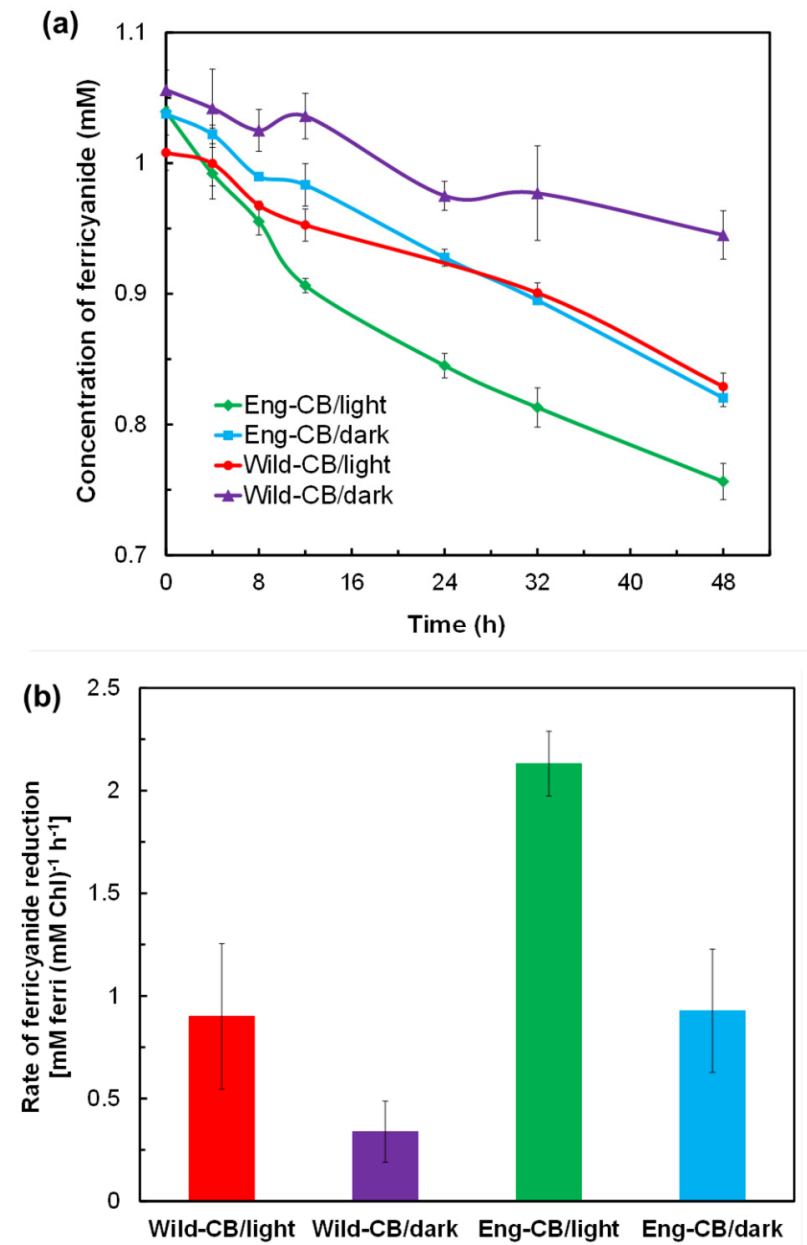 (a)
Concentration of ferricyanide (mM)
1.1
1
0.9
0.8
0.7
Eng-CB/light
Eng-CB/dark
Wild-CB/light
Wild-CB/dark
0 8 16 24 32 40 48
Time (h)
(b)
Rate of ferricyanide reduction
[mM ferri (mM Chl)⁻¹ h⁻¹]
2.5
2
1.5
1
0.5
0
Wild-CB/light Wild-CB/dark Eng-CB/light Eng-CB/dark